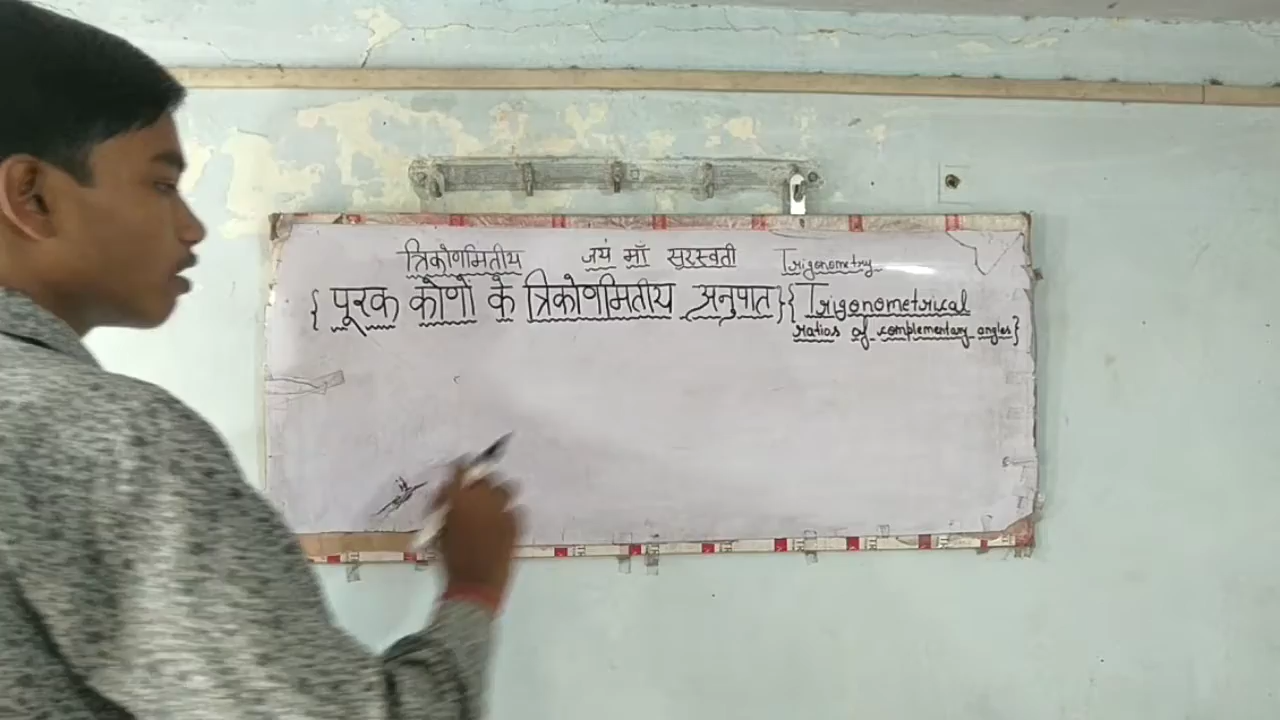 त्रिकोणमितीय जयं माँ सुरस्वती Trigonometry
{ पूरक कोणों के त्रिकोणमितीय अनुपात } { Trigonometrical
ratios of complementary angles }